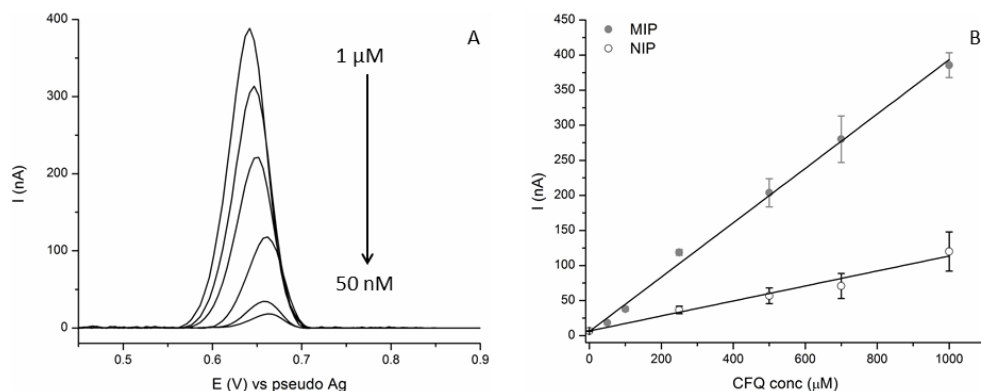 A
1 µM
50 nM
I (nA)
400
300
200
100
0
0.5 0.6 0.7 0.8 0.9
E (V) vs pseudo Ag
B
MIP
NIP
I (nA)
450
400
350
300
250
200
150
100
50
0
0 200 400 600 800 1000
CFQ conc (µM)